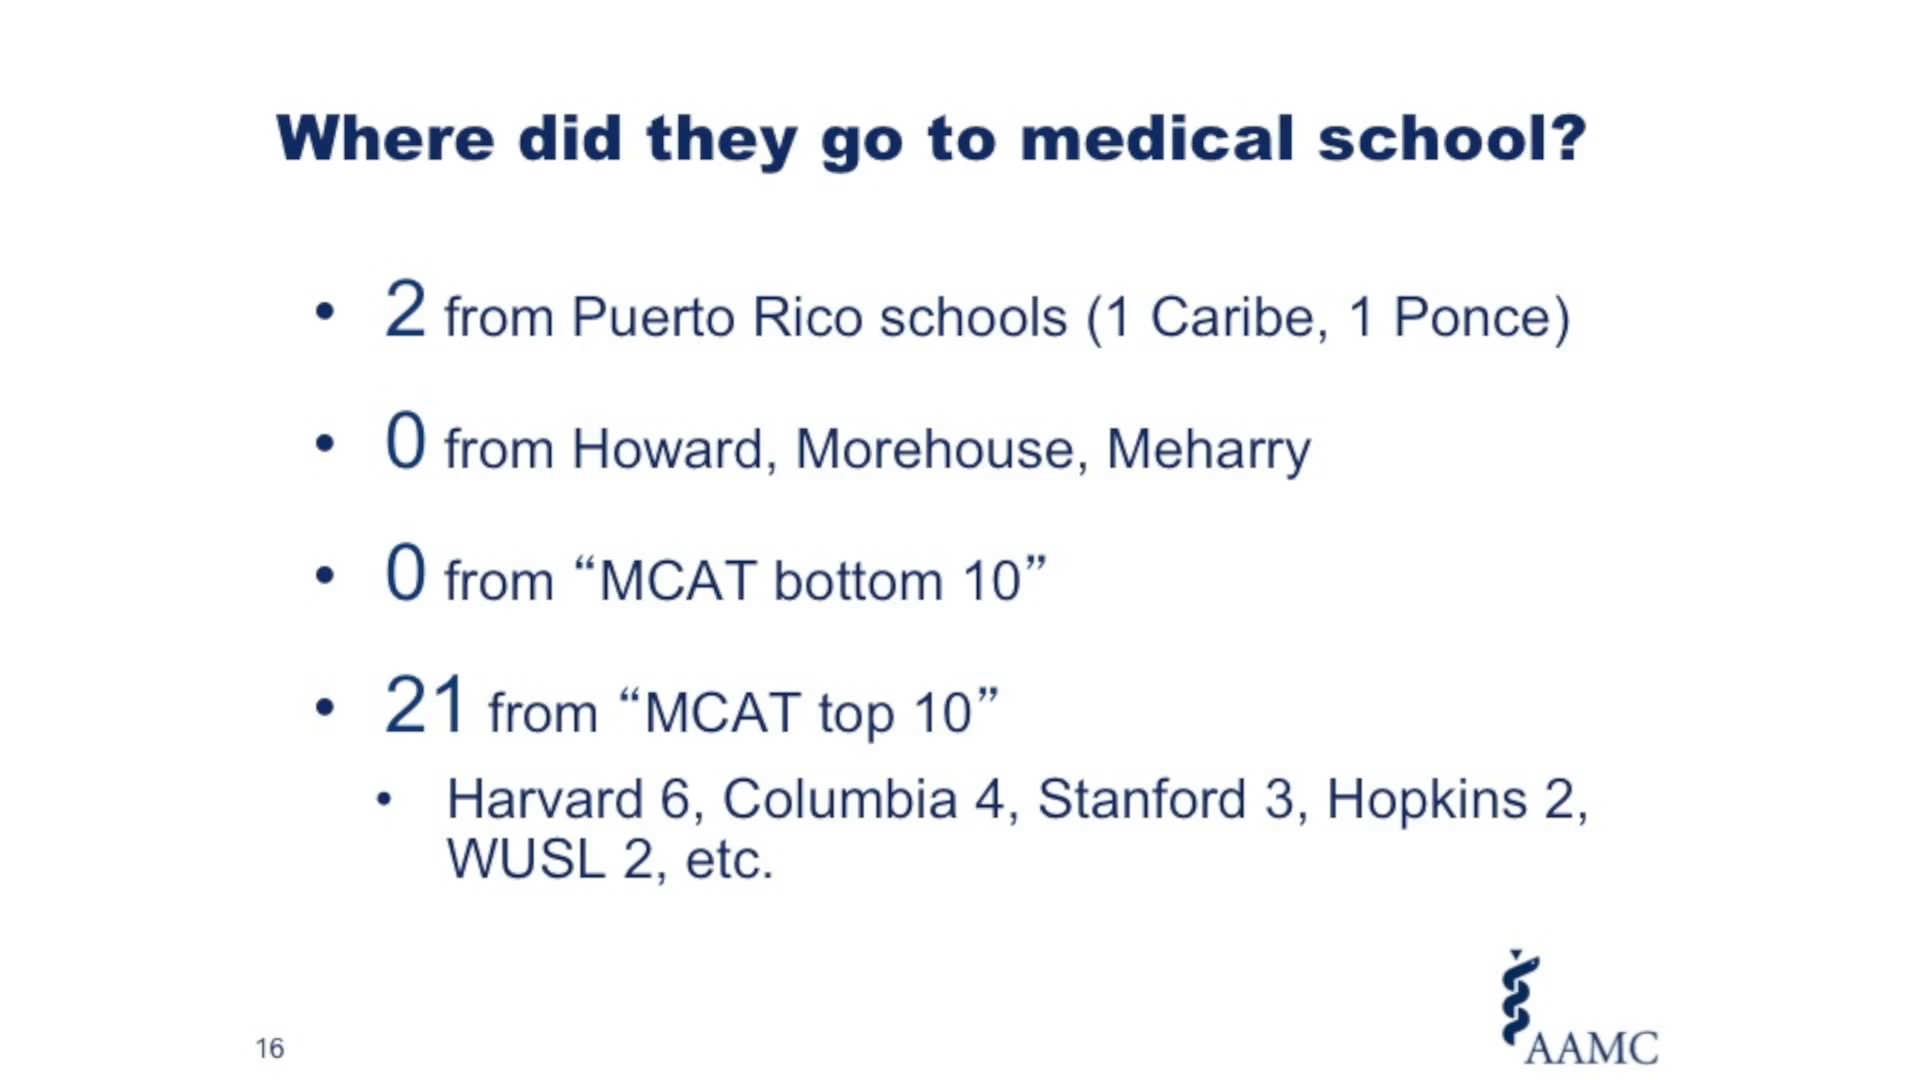 Where did they go to medical school?
• 2 from Puerto Rico schools (1 Caribe, 1 Ponce)
• 0 from Howard, Morehouse, Meharry
• 0 from “MCAT bottom 10”
• 21 from “MCAT top 10”
• Harvard 6, Columbia 4, Stanford 3, Hopkins 2,
WUSL 2, etc.
16
AAMC